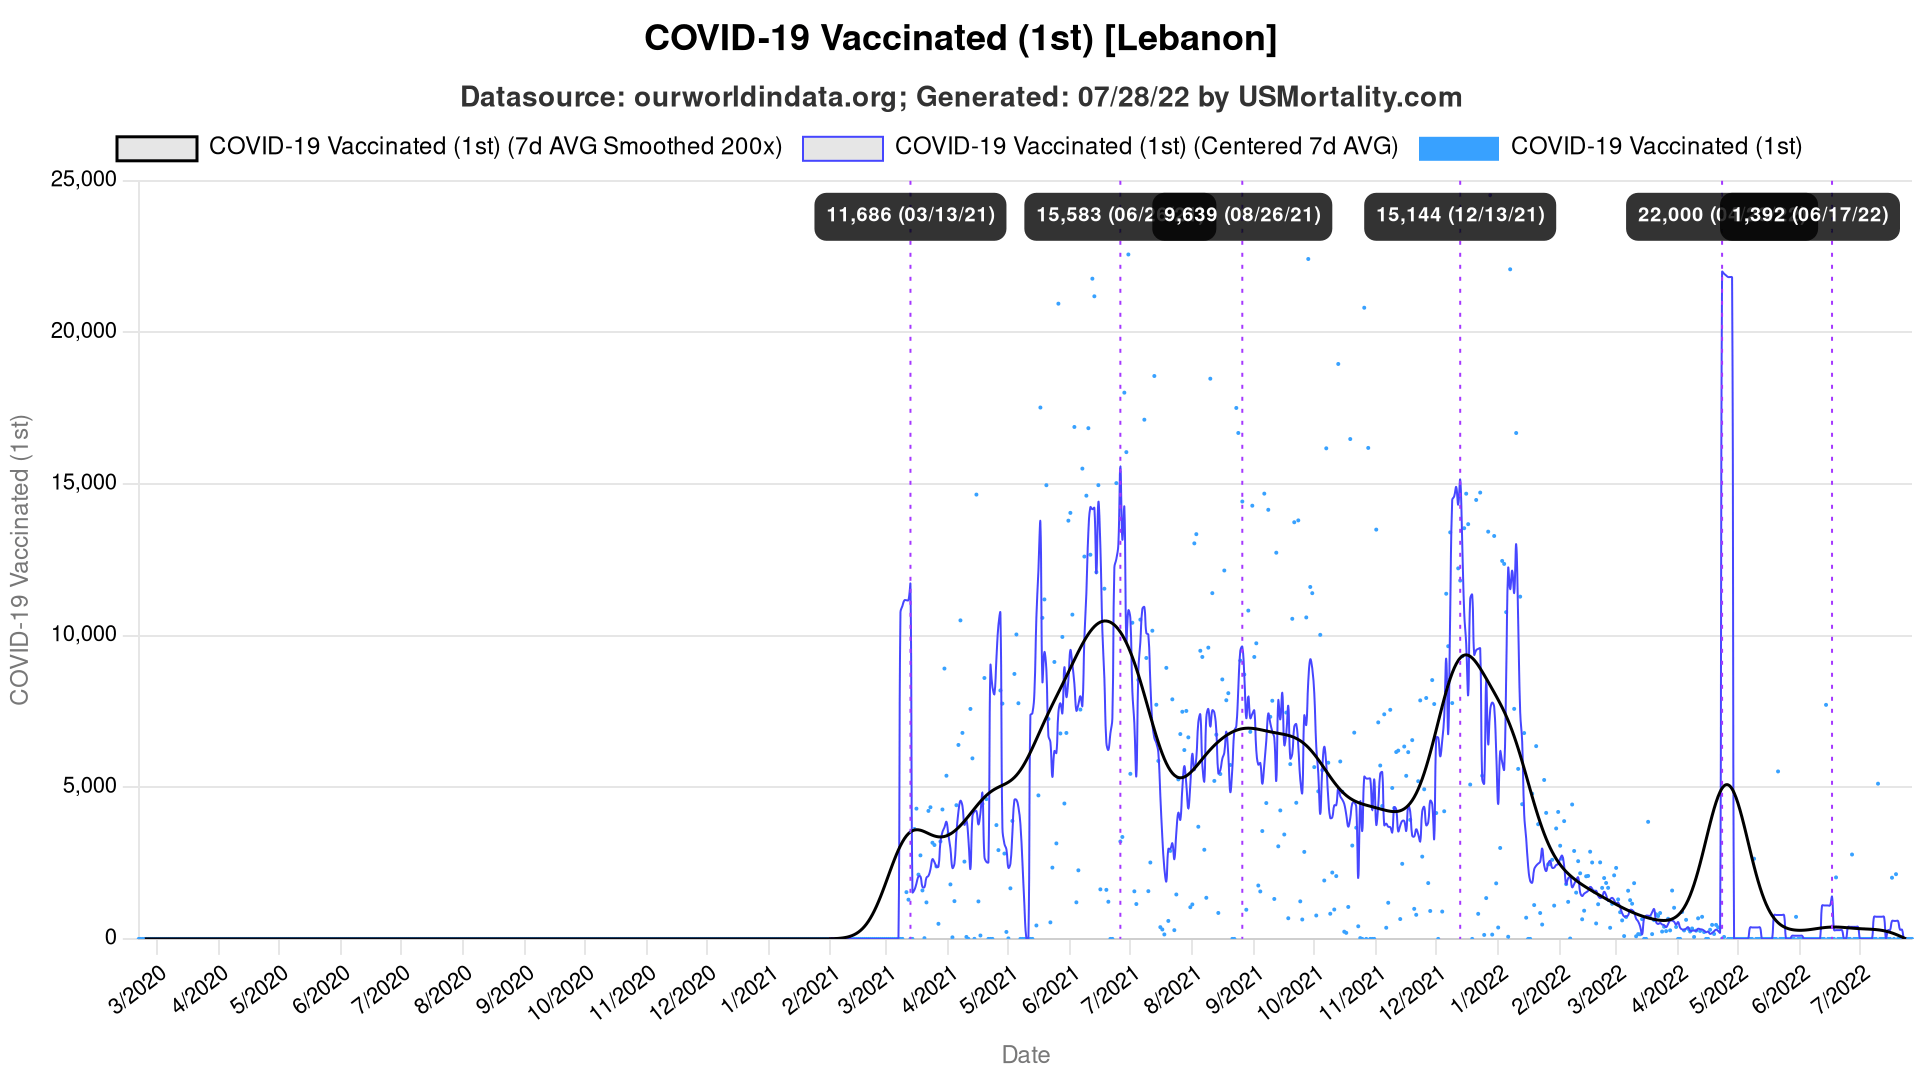 COVID-19 Vaccinated (1st) [Lebanon]
Datasource: ourworldindata.org; Generated: 07/28/22 by USMortality.com
COVID-19 Vaccinated (1st) (7d AVG Smoothed 200x) COVID-19 Vaccinated (1st) (Centered 7d AVG) COVID-19 Vaccinated (1st)
25,000
11,686 (03/13/21) 15,583 (06/2 9,639 (08/26/21) 15,144 (12/13/21) 22,000 1,392 (06/17/22)
20,000
15,000
10,000
5,000
0
COVID-19 Vaccinated (1st)
3/2020 4/2020 5/2020 6/2020 7/2020 8/2020 9/2020 10/2020 11/2020 12/2020 1/2021 2/2021 3/2021 4/2021 5/2021 6/2021 7/2021 8/2021 9/2021 10/2021 11/2021 12/2021 1/2022 2/2022 3/2022 4/2022 5/2022 6/2022 7/2022
Date